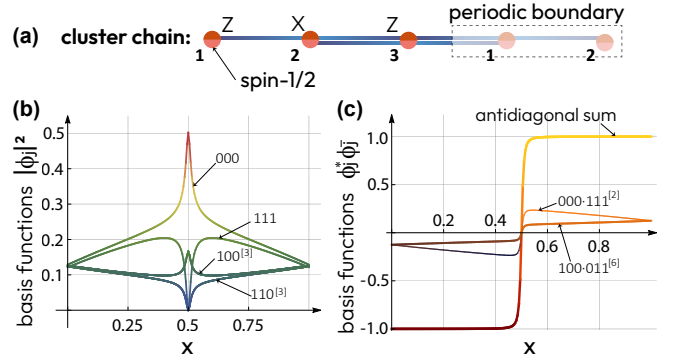 periodic boundary
(a) cluster chain: Z X Z
1 2 3 1 2
spin-1/2
(b) (c)
antidiagonal sum
basis functions |ϕj|²
0.5
0.4
0.3
0.2
0.1
000
111
100[3]
110[3]
0.25 0.5 0.75
x
basis functions ϕj* ϕj̄
1.0
0.5
0.2 0.4 0.6 0.8
-0.5
-1.0
000·111[2]
100·011[6]
x